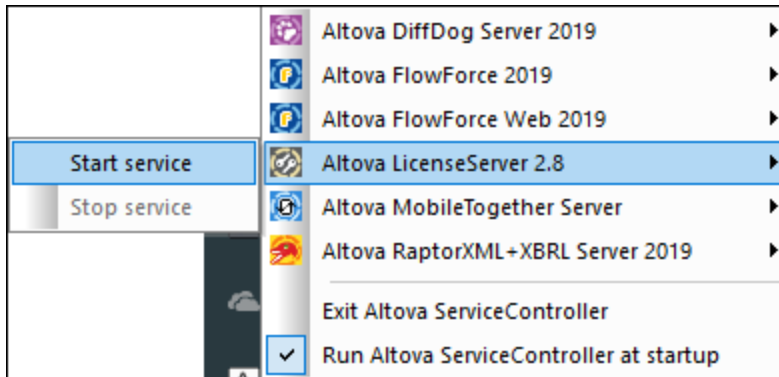 Altova DiffDog Server 2019
Altova FlowForce 2019
Altova FlowForce Web 2019
Start service
Altova LicenseServer 2.8
Stop service
Altova MobileTogether Server
Altova RaptorXML+XBRL Server 2019
Exit Altova ServiceController
Run Altova ServiceController at startup